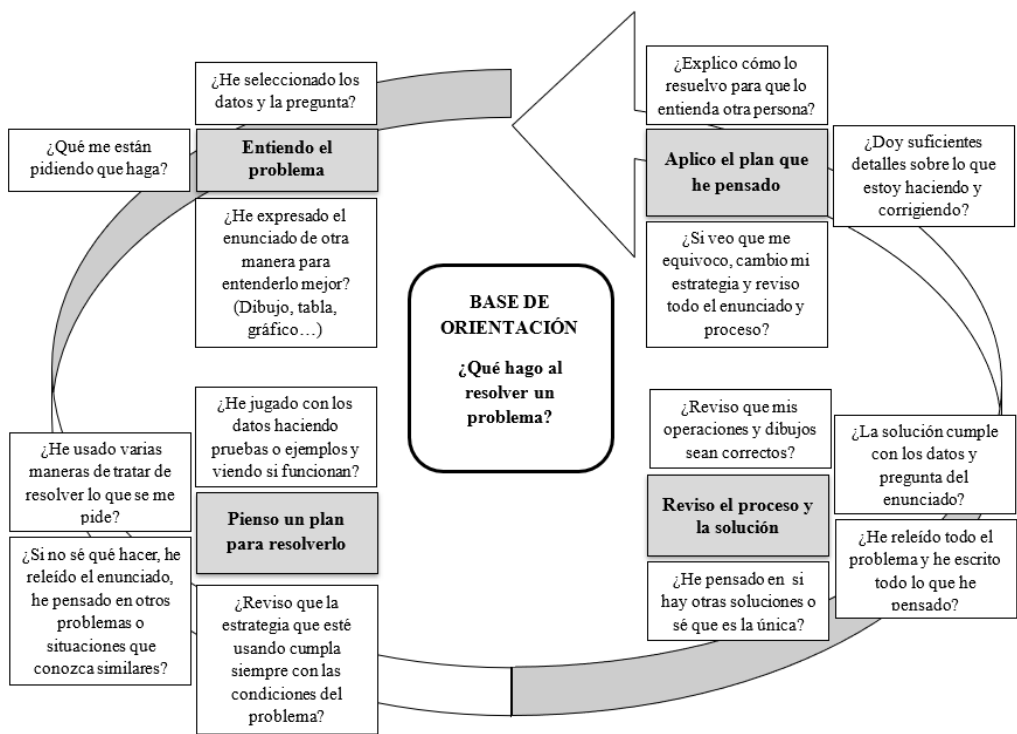 ¿He seleccionado los
datos y la pregunta?
¿Qué me están
pidiendo que haga?
Entiendo el
problema
¿He expresado el
enunciado de otra
manera para
entenderlo mejor?
(Dibujo, tabla,
gráfico…)
¿He jugado con los
datos haciendo
pruebas o ejemplos y
viendo si funcionan?
¿He usado varias
maneras de tratar de
resolver lo que se me
pide?
Pienso un plan
para resolverlo
¿Si no sé qué hacer, he
releído el enunciado,
he pensado en otros
problemas o
situaciones que
conozca similares?
¿Reviso que la
estrategia que esté
usando cumpla
siempre con las
condiciones del
problema?
BASE DE
ORIENTACIÓN
¿Qué hago al
resolver un
problema?
¿Explico cómo lo
resuelvo para que lo
entienda otra persona?
Aplico el plan que
he pensado
¿Doy suficientes
detalles sobre lo que
estoy haciendo y
corrigiendo?
¿Si veo que me
equivoco, cambio mi
estrategia y reviso
todo el enunciado y
proceso?
¿Reviso que mis
operaciones y dibujos
sean correctos?
¿La solución cumple
con los datos y
pregunta del
enunciado?
Reviso el proceso y
la solución
¿He releído todo el
problema y he escrito
todo lo que he
pensado?
¿He pensado en si
hay otras soluciones o
sé que es la única?